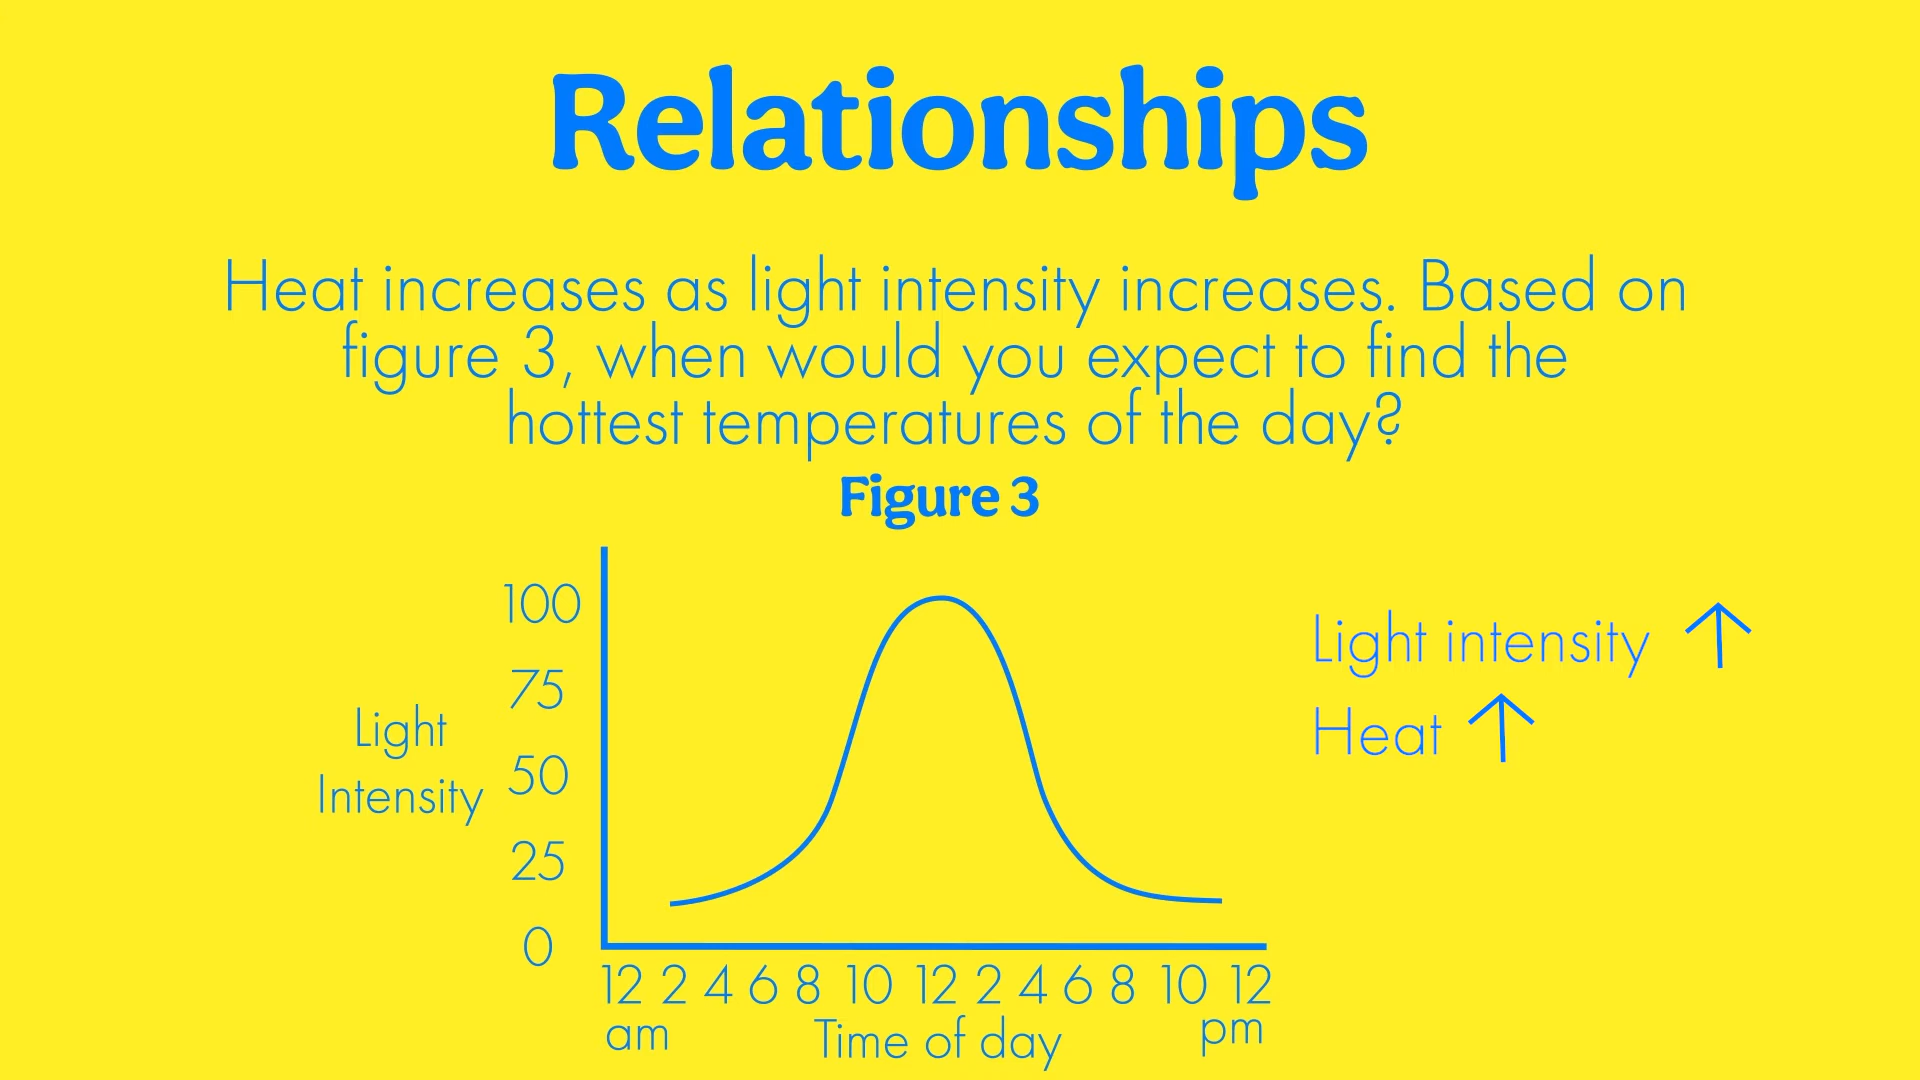 Relationships
Heat increases as light intensity increases. Based on
figure 3, when would you expect to find the
hottest temperatures of the day?
Figure 3
100
75
50
25
0
Light
Intensity
Light intensity ↑
Heat ↑
12 2 4 6 8 10 12 2 4 6 8 10 12
am pm
Time of day